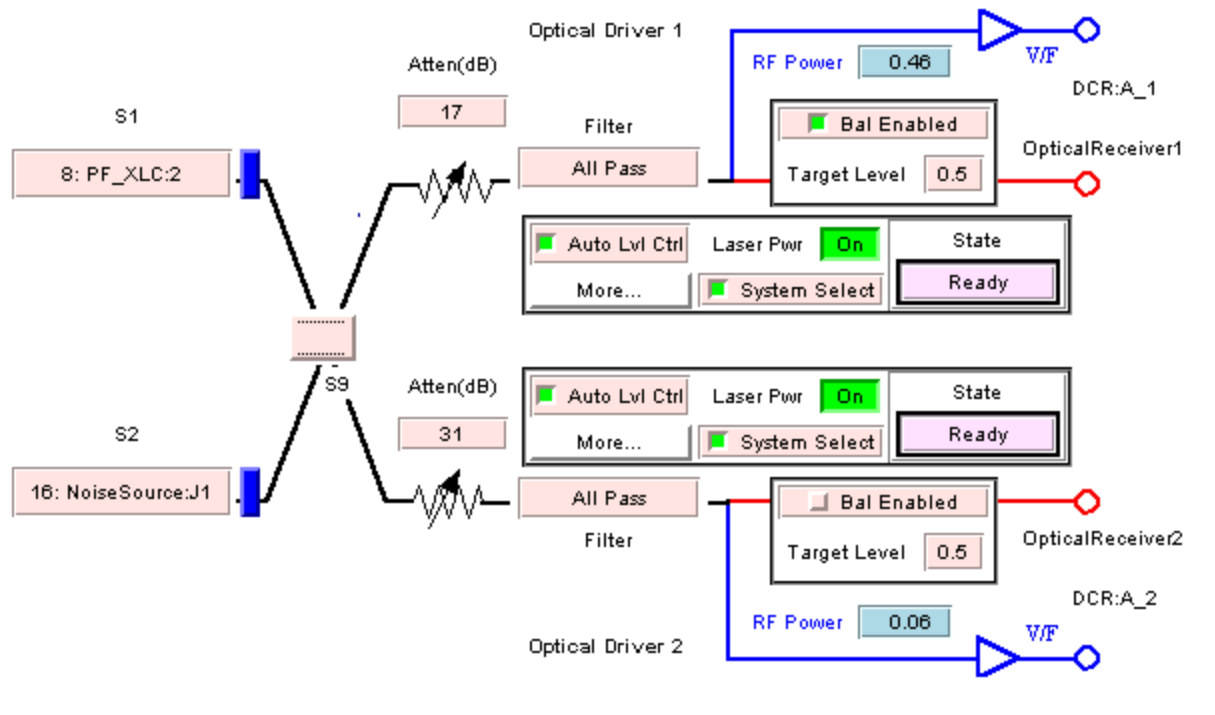 Optical Driver 1
V/F
RF Power 0.46
Atten(dB)
DCR:A_1
17
S1
Filter
Bal Enabled
OpticalReceiver1
8: PF_XLC:2
All Pass
Target Level 0.5
Auto Lvl Ctrl Laser Pwr On State
More... System Select Ready
S9
Atten(dB)
Auto Lvl Ctrl Laser Pwr On State
31
S2
More... System Select Ready
16: NoiseSource:J1
All Pass
Bal Enabled
Filter
OpticalReceiver2
Target Level 0.5
DCR:A_2
RF Power 0.06
V/F
Optical Driver 2